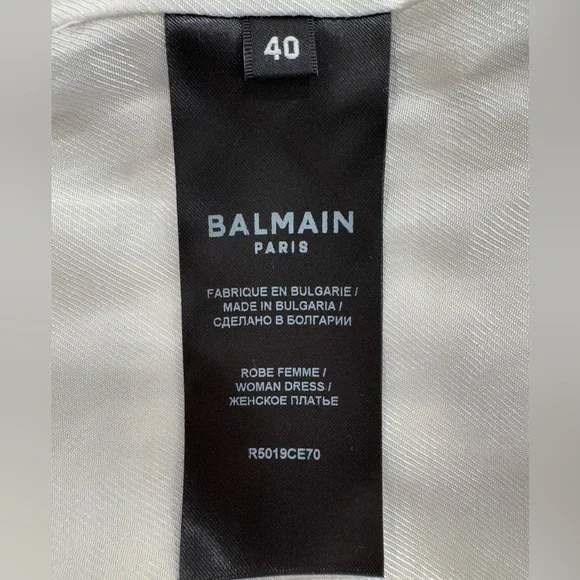 40
BALMAIN
PARIS
FABRIQUE EN BULGARIE /
MADE IN BULGARIA /
СДЕЛАНО В БОЛГАРИИ
ROBE FEMME /
WOMAN DRESS /
ЖЕНСКОЕ ПЛАТЬЕ
R5019CE70